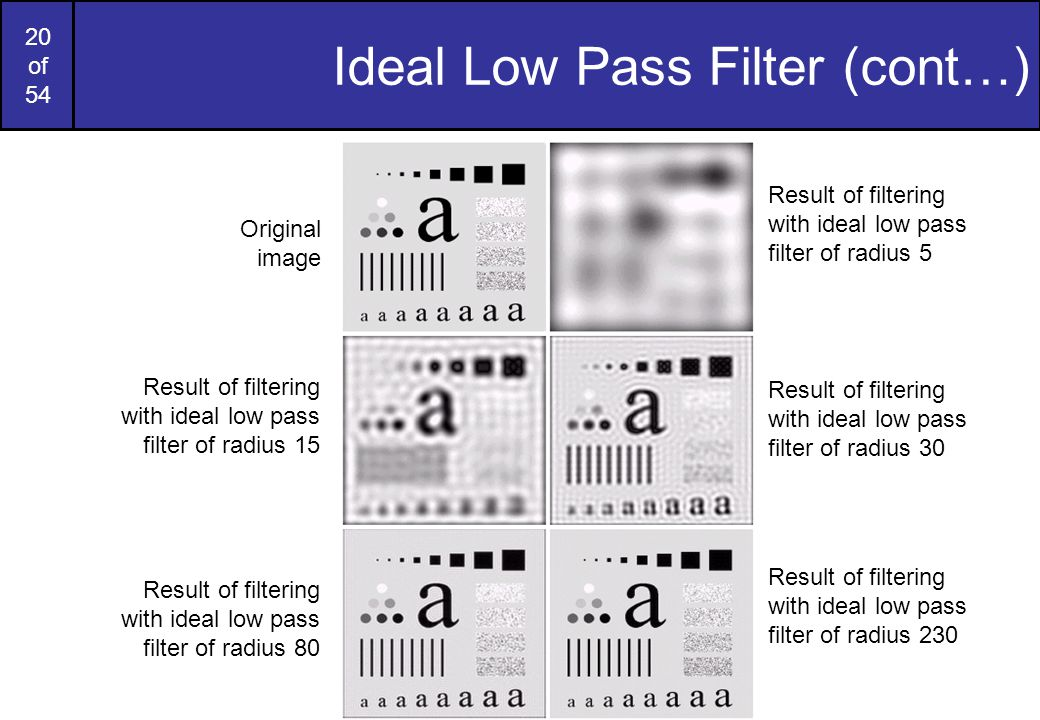 20
of
54
Ideal Low Pass Filter (cont…)
Original
image
a
a a a a a a a a
Result of filtering
with ideal low pass
filter of radius 5
Result of filtering
with ideal low pass
filter of radius 15
a
Result of filtering
with ideal low pass
filter of radius 30
a
a a a a a a a a
Result of filtering
with ideal low pass
filter of radius 80
a
a a a a a a a a
Result of filtering
with ideal low pass
filter of radius 230
a
a a a a a a a a